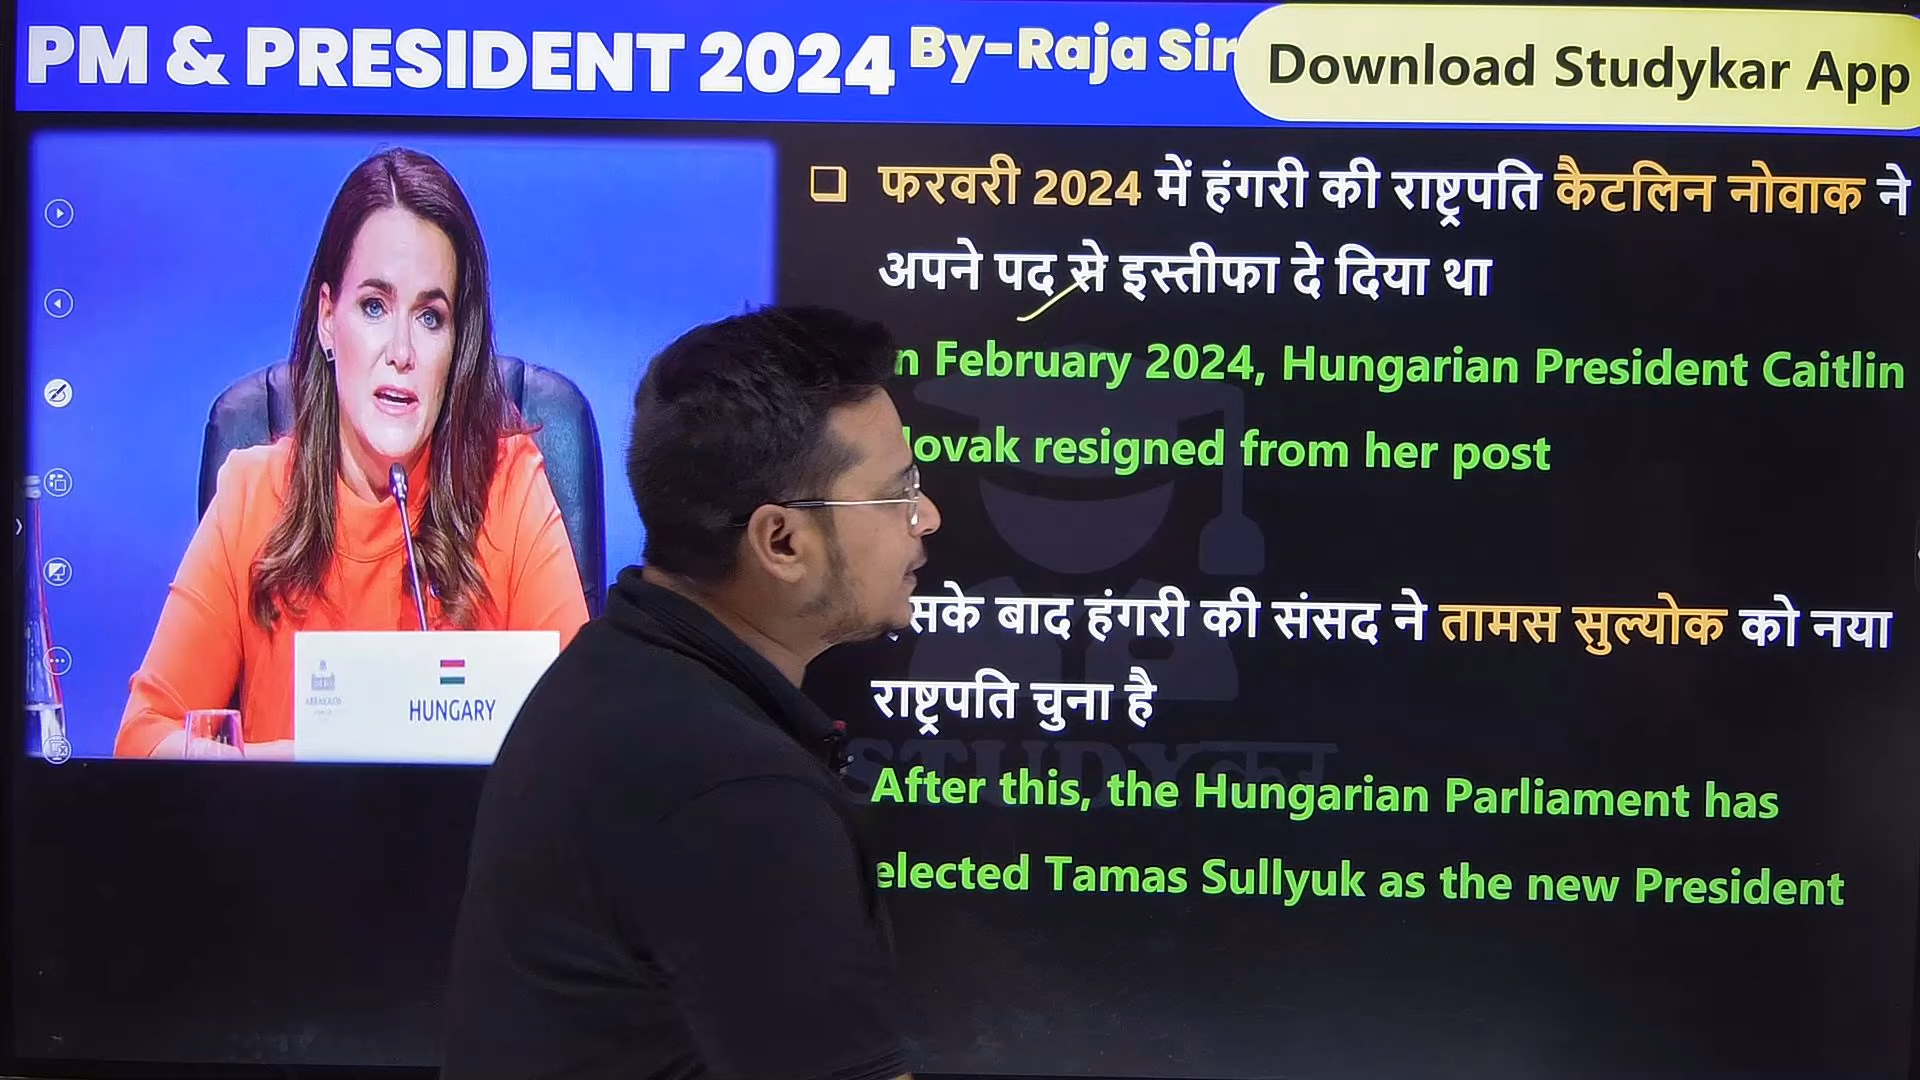 PM & PRESIDENT 2024 By-Raja Sin
Download Studykar App
फरवरी 2024 में हंगरी की राष्ट्रपति कैटलिन नोवाक ने
अपने पद से इस्तीफा दे दिया था
n February 2024, Hungarian President Caitlin
lovak resigned from her post
सके बाद हंगरी की संसद ने तामस सुल्योक को नया
राष्ट्रपति चुना है
After this, the Hungarian Parliament has
elected Tamas Sullyuk as the new President
HUNGARY
STUDYकर